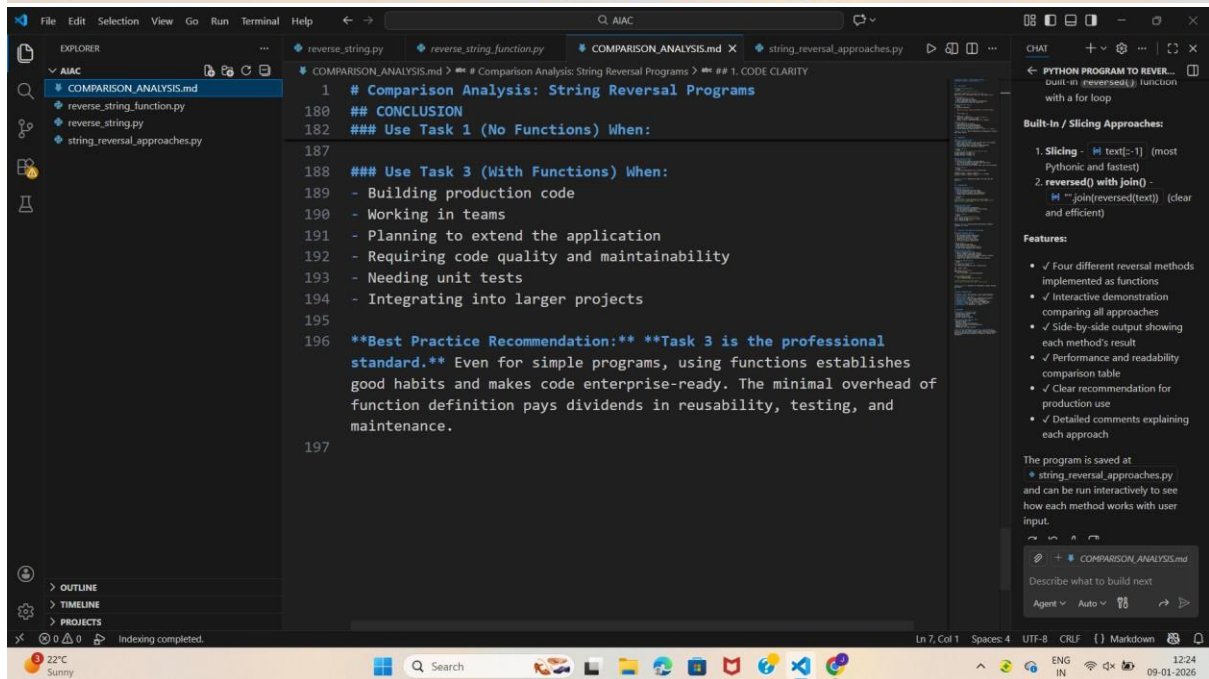 File Edit Selection View Go Run Terminal Help
AIAC
EXPLORER
AIAC
COMPARISON_ANALYSIS.md
reverse_string_function.py
reverse_string.py
string_reversal_approaches.py
OUTLINE
TIMELINE
PROJECTS
reverse_string.py reverse_string_function.py COMPARISON_ANALYSIS.md string_reversal_approaches.py
COMPARISON_ANALYSIS.md > # Comparison Analysis: String Reversal Programs > ## 1. CODE CLARITY
1 # Comparison Analysis: String Reversal Programs
180 ## CONCLUSION
182 ### Use Task 1 (No Functions) When:
187
188 ### Use Task 3 (With Functions) When:
189 - Building production code
190 - Working in teams
191 - Planning to extend the application
192 - Requiring code quality and maintainability
193 - Needing unit tests
194 - Integrating into larger projects
195
196 **Best Practice Recommendation:** **Task 3 is the professional
standard.** Even for simple programs, using functions establishes
good habits and makes code enterprise-ready. The minimal overhead of
function definition pays dividends in reusability, testing, and
maintenance.
197
CHAT
PYTHON PROGRAM TO REVER...
built-in reversed() function
with a for loop
Built-In / Slicing Approaches:
1. Slicing - text[::-1] (most
Pythonic and fastest)
2. reversed() with join() -
"".join(reversed(text)) (clear
and efficient)
Features:
• ✓ Four different reversal methods
implemented as functions
• ✓ Interactive demonstration
comparing all approaches
• ✓ Side-by-side output showing
each method's result
• ✓ Performance and readability
comparison table
• ✓ Clear recommendation for
production use
• ✓ Detailed comments explaining
each approach
The program is saved at
string_reversal_approaches.py
and can be run interactively to see
how each method works with user
input.
COMPARISON_ANALYSIS.md
Describe what to build next
Agent Auto
0 0 Indexing completed.
Ln 7, Col 1 Spaces: 4 UTF-8 CRLF {} Markdown
3
22°C
Sunny
Search
ENG
IN
12:24
09-01-2026